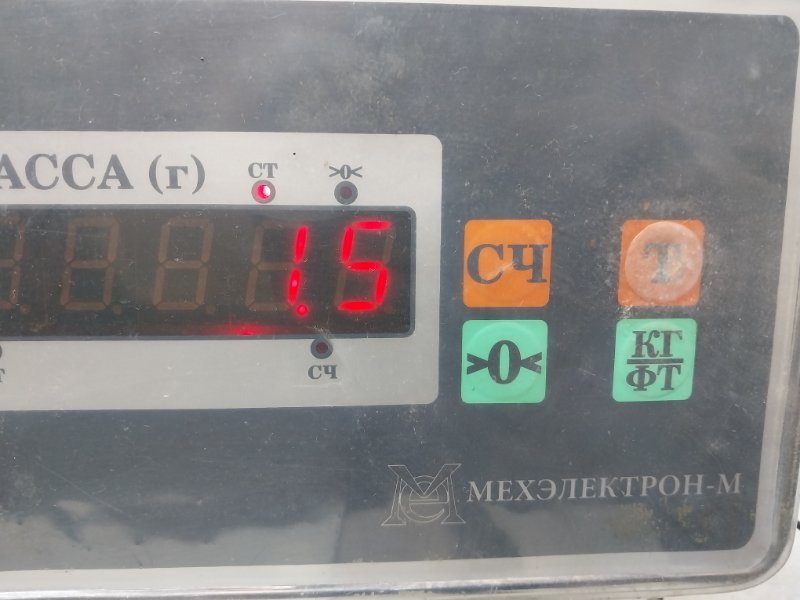 АССА (г)
СТ >0<
1.5
СЧ
СЧ Т
>0< КГ
ФТ
МЕХЭЛЕКТРОН-М